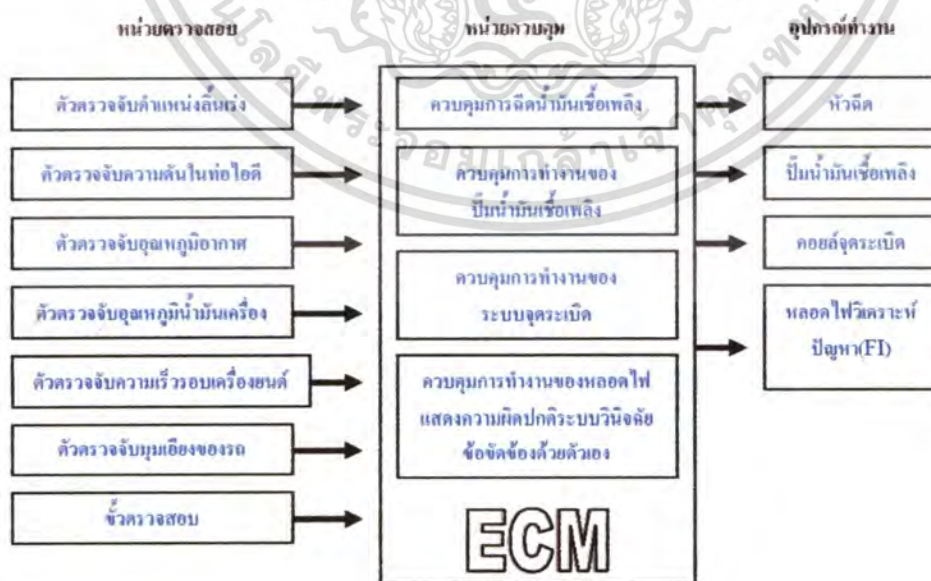 หน่วยตรวจสอบ
หน่วยควบคุม
อุปกรณ์ทำงาน
ตัวตรวจจับตำแหน่งลิ้นเร่ง
ตัวตรวจจับความดันในท่อไอดี
ตัวตรวจจับอุณหภูมิอากาศ
ตัวตรวจจับอุณหภูมิน้ำมันเครื่อง
ตัวตรวจจับความเร็วรอบเครื่องยนต์
ตัวตรวจจับมุมเอียงของรถ
ขั้วตรวจสอบ
ควบคุมการฉีดน้ำมันเชื้อเพลิง
ควบคุมการทำงานของ
ปั๊มน้ำมันเชื้อเพลิง
ควบคุมการทำงานของ
ระบบจุดระเบิด
ควบคุมการทำงานของหลอดไฟ
แสดงความผิดปกติระบบวินิจฉัย
ข้อขัดข้องด้วยตัวเอง
ECM
หัวฉีด
ปั๊มน้ำมันเชื้อเพลิง
คอยล์จุดระเบิด
หลอดไฟวิเคราะห์
ปัญหา(FI)